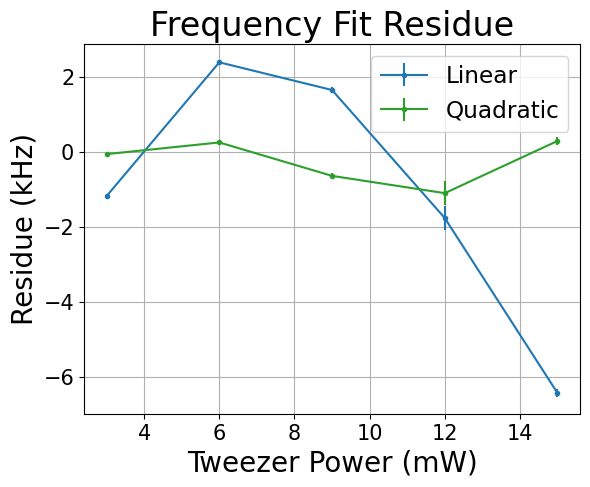 Frequency Fit Residue
Linear
Quadratic
Residue (kHz)
2
0
−2
−4
−6
4
6
8
10
12
14
Tweezer Power (mW)